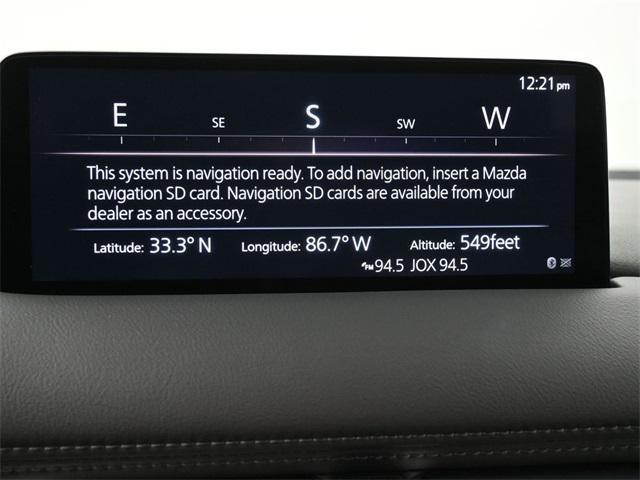 12:21 pm
E SE S SW W
This system is navigation ready. To add navigation, insert a Mazda
navigation SD card. Navigation SD cards are available from your
dealer as an accessory.
Latitude: 33.3° N Longitude: 86.7° W Altitude: 549feet
FM 94.5 JOX 94.5